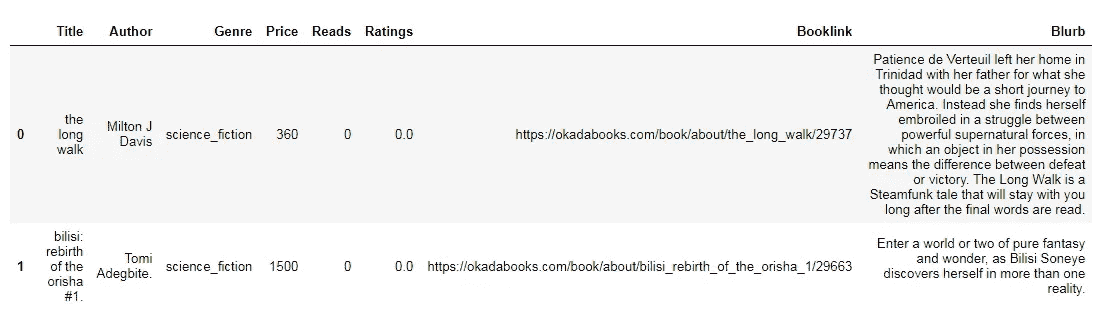 Title Author Genre Price Reads Ratings Booklink Blurb
0
the
long
walk
Milton J
Davis
science_fiction
360
0
0.0
https://okadabooks.com/book/about/the_long_walk/29737
Patience de Verteuil left her home in
Trinidad with her father for what she
thought would be a short journey to
America. Instead she finds herself
embroiled in a struggle between
powerful supernatural forces, in
which an object in her possession
means the difference between defeat
or victory. The Long Walk is a
Steamfunk tale that will stay with you
long after the final words are read.
1
bilisi:
rebirth
of the
orisha
#1.
Tomi
Adegbite.
science_fiction
1500
0
0.0
https://okadabooks.com/book/about/bilisi_rebirth_of_the_orisha_1/29663
Enter a world or two of pure fantasy
and wonder, as Bilisi Soneye
discovers herself in more than one
reality.